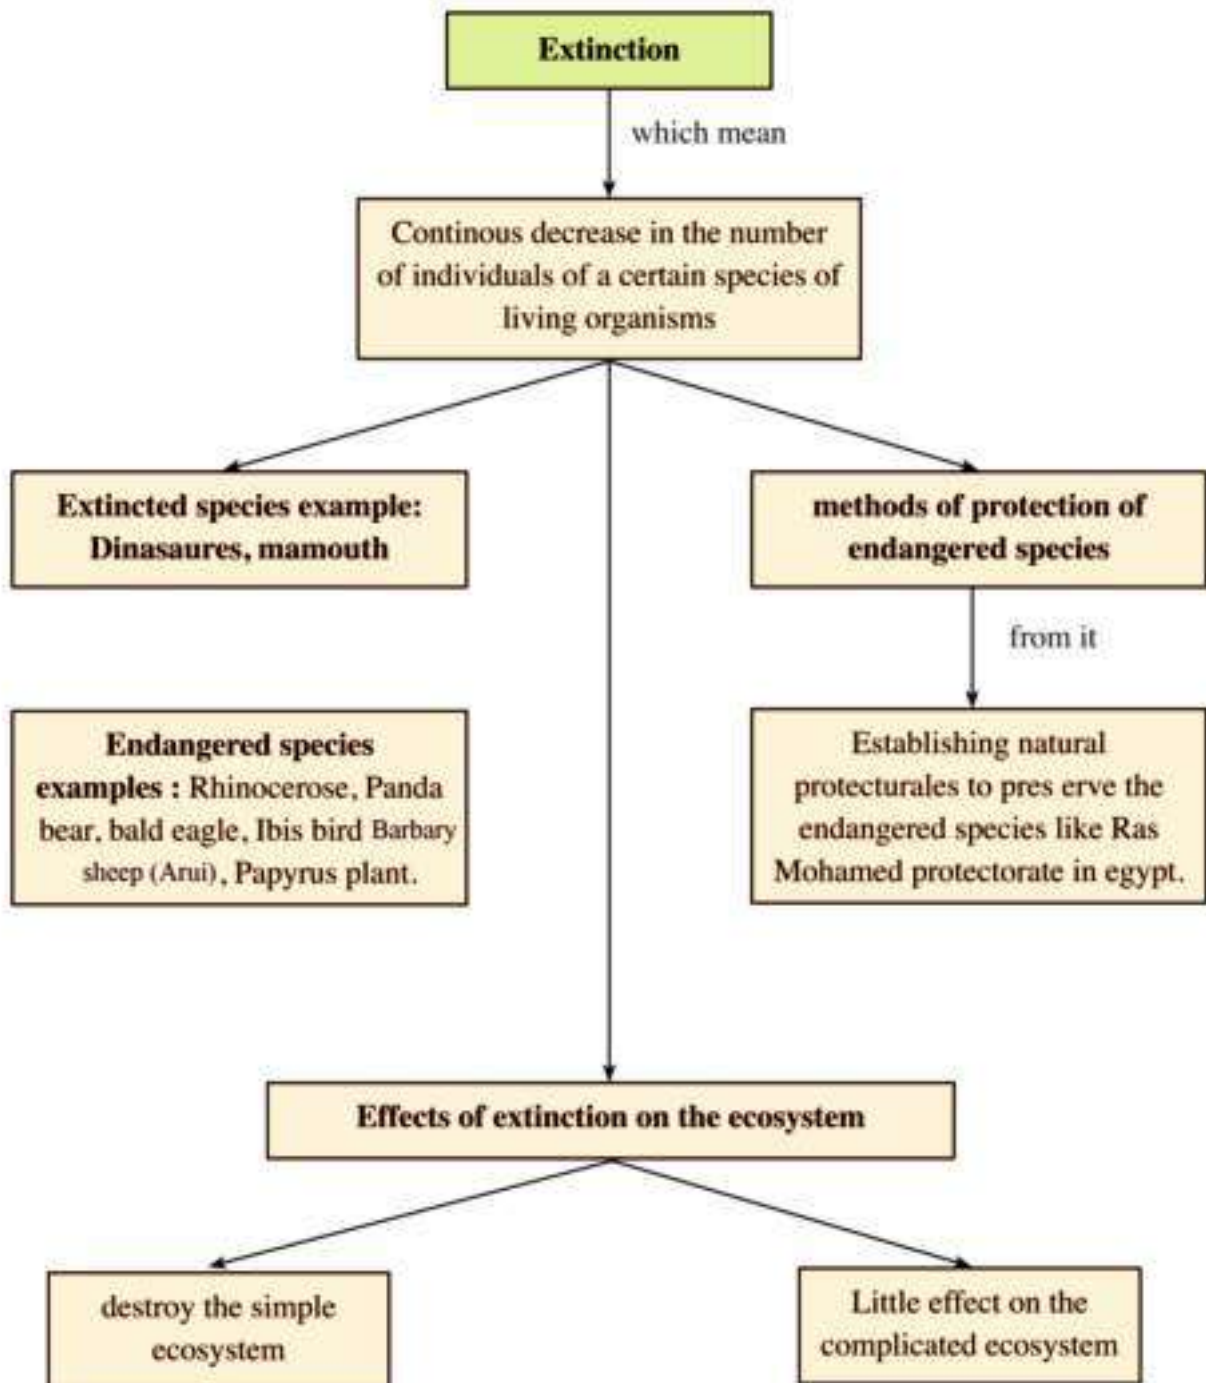 Extinction
which mean
Continous decrease in the number
of individuals of a certain species of
living organisms
Extincted species example:
Dinasaures, mamouth
methods of protection of
endangered species
from it
Endangered species
examples : Rhinocerose, Panda
bear, bald eagle, Ibis bird Barbary
sheep (Arui), Papyrus plant.
Establishing natural
protecturales to pres erve the
endangered species like Ras
Mohamed protectorate in egypt.
Effects of extinction on the ecosystem
destroy the simple
ecosystem
Little effect on the
complicated ecosystem